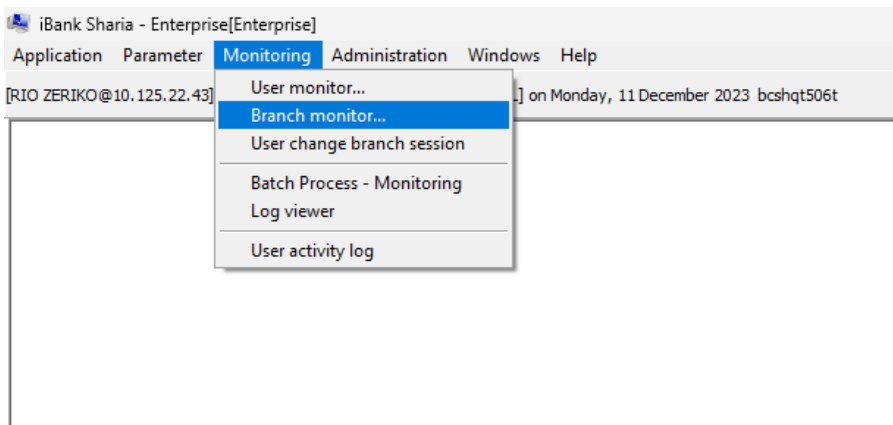 iBank Sharia - Enterprise[Enterprise]
Application Parameter Monitoring Administration Windows Help
[RIO ZERIKO@10.125.22.43] .] on Monday, 11 December 2023 bcshqt506t
User monitor...
Branch monitor...
User change branch session
Batch Process - Monitoring
Log viewer
User activity log